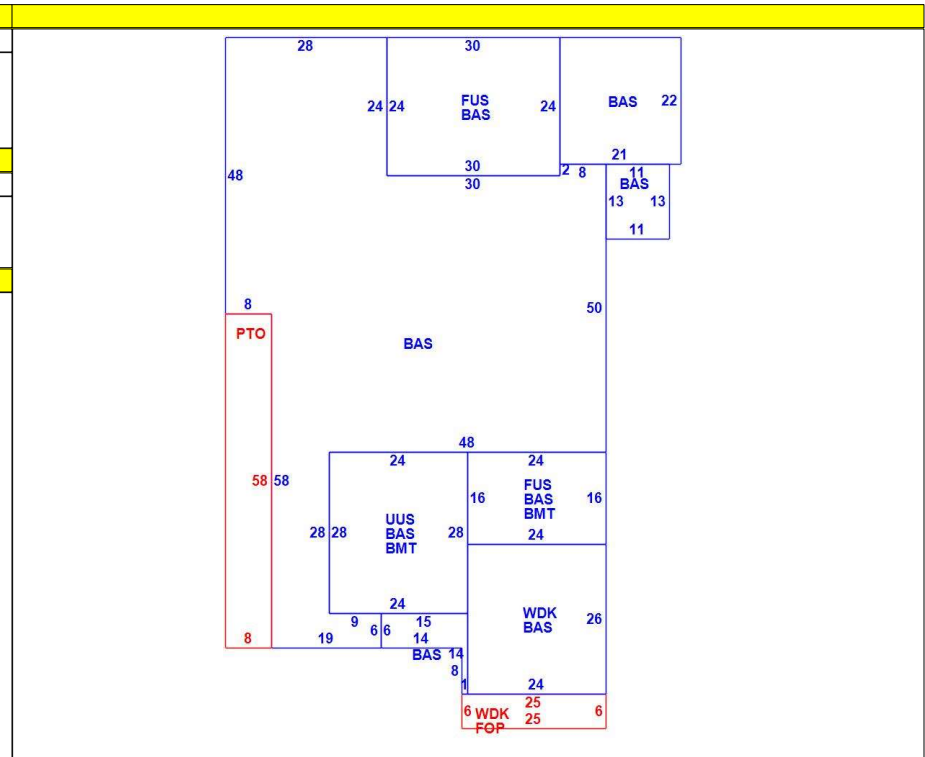 28 30
24 24 FUS 24 BAS 22
BAS
21
30 2 8 11
30 BAS
48 13 13
11
8 50
PTO
BAS
48
24 24
FUS
58 58 16 BAS 16
BMT
UUS
28 28 BAS 28 24
BMT
24 WDK 26
BAS
9 15
6 6
8 19 14
BAS 14
8
1 24
25
6 WDK 25 6
FOP